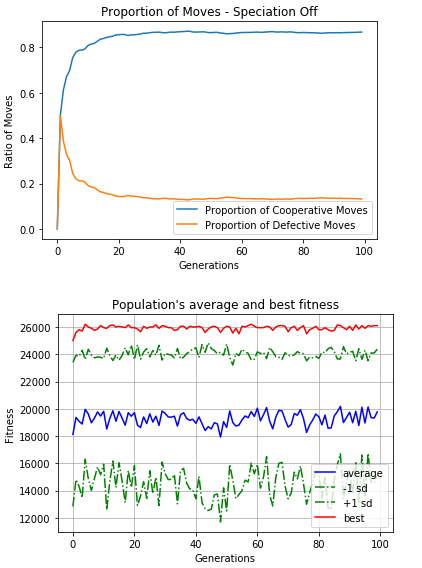 Proportion of Moves - Speciation Off
Ratio of Moves
0.8
0.6
0.4
0.2
0.0
Proportion of Cooperative Moves
Proportion of Defective Moves
0 20 40 60 80 100
Generations
Population's average and best fitness
Fitness
26000
24000
22000
20000
18000
16000
14000
12000
average
-1 sd
+1 sd
best
0 20 40 60 80 100
Generations